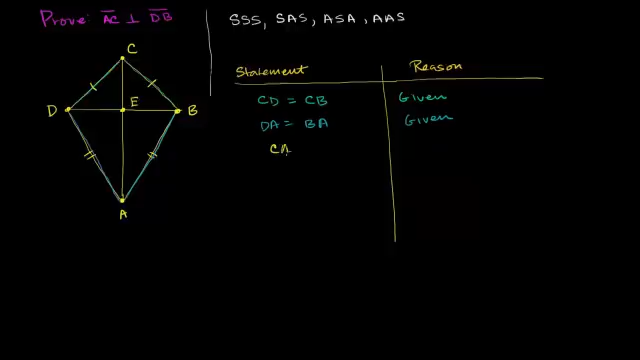 Prove: AC ⊥ DB
SSS, SAS, ASA, AAS
Statement Reason
CD = CB Given
DA = BA Given
CA
C
D E B
A